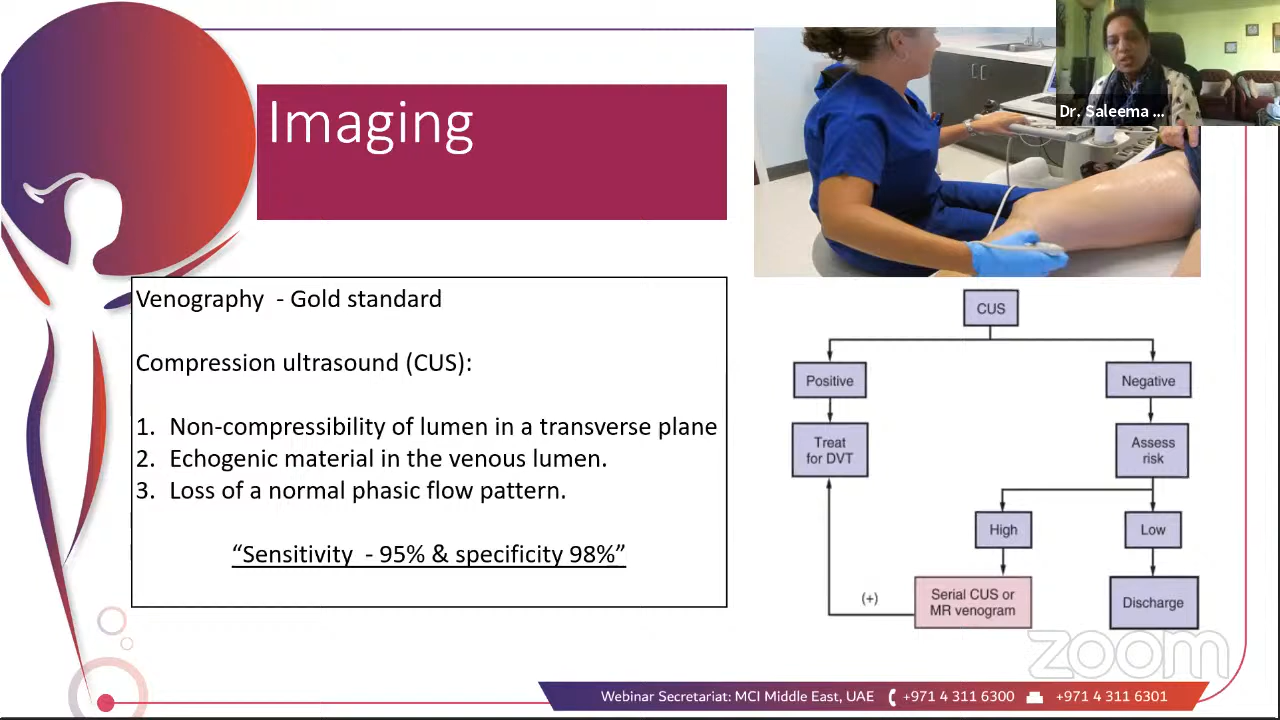 Imaging
Dr. Saleema ...
Venography - Gold standard
Compression ultrasound (CUS):
1. Non-compressibility of lumen in a transverse plane
2. Echogenic material in the venous lumen.
3. Loss of a normal phasic flow pattern.
“Sensitivity - 95% & specificity 98%”
CUS
Positive
Negative
Treat
for DVT
Assess
risk
High
Low
(+)
Serial CUS or
MR venogram
Discharge
zoom
Webinar Secretariat: MCI Middle East, UAE +971 4 311 6300 +971 4 311 6301